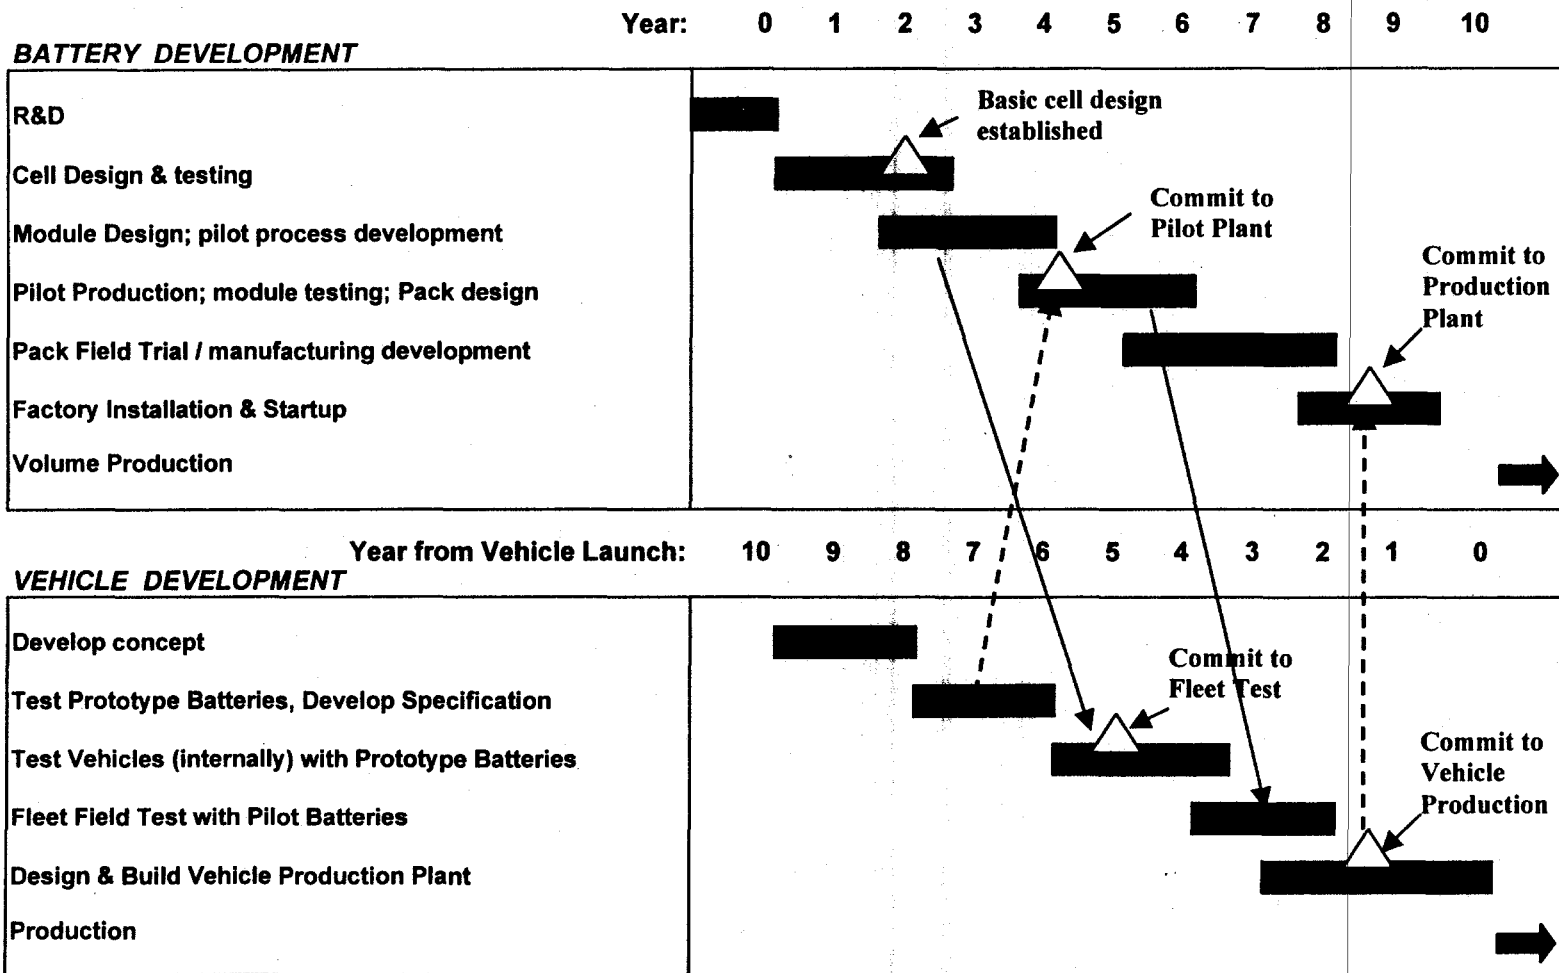 Year: 0 1 2 3 4 5 6 7 8 9 10
BATTERY DEVELOPMENT
R&D
Basic cell design
established
Cell Design & testing
Commit to
Pilot Plant
Module Design; pilot process development
Commit to
Production
Plant
Pilot Production; module testing; Pack design
Pack Field Trial / manufacturing development
Factory Installation & Startup
Volume Production
Year from Vehicle Launch: 10 9 8 7 6 5 4 3 2 1 0
VEHICLE DEVELOPMENT
Develop concept
Commit to
Fleet Test
Test Prototype Batteries, Develop Specification
Test Vehicles (internally) with Prototype Batteries
Commit to
Vehicle
Production
Fleet Field Test with Pilot Batteries
Design & Build Vehicle Production Plant
Production